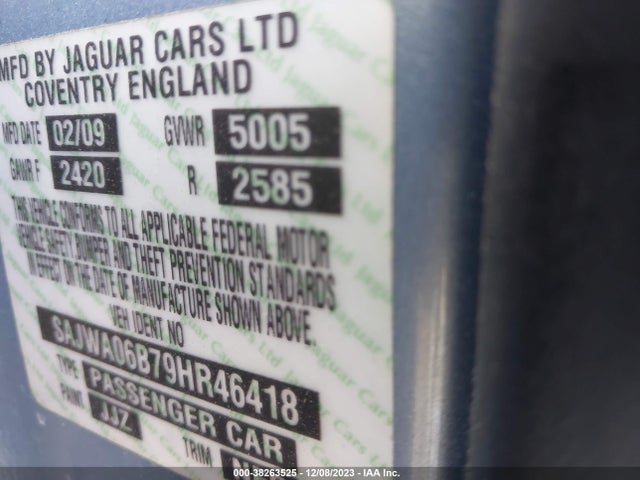 MFD BY JAGUAR CARS LTD
COVENTRY ENGLAND
MFD DATE 02/09 GVWR 5005
GAWR F 2420 R 2585
THIS VEHICLE CONFORMS TO ALL APPLICABLE FEDERAL MOTOR
VEHICLE SAFETY BUMPER AND THEFT PREVENTION STANDARDS
IN EFFECT ON THE DATE OF MANUFACTURE SHOWN ABOVE.
VEH IDENT NO
SAJWA06B79HR46418
TYPE PASSENGER CAR
PAINT JJZ TRIM
000-38263525 - 12/08/2023 - IAA Inc.